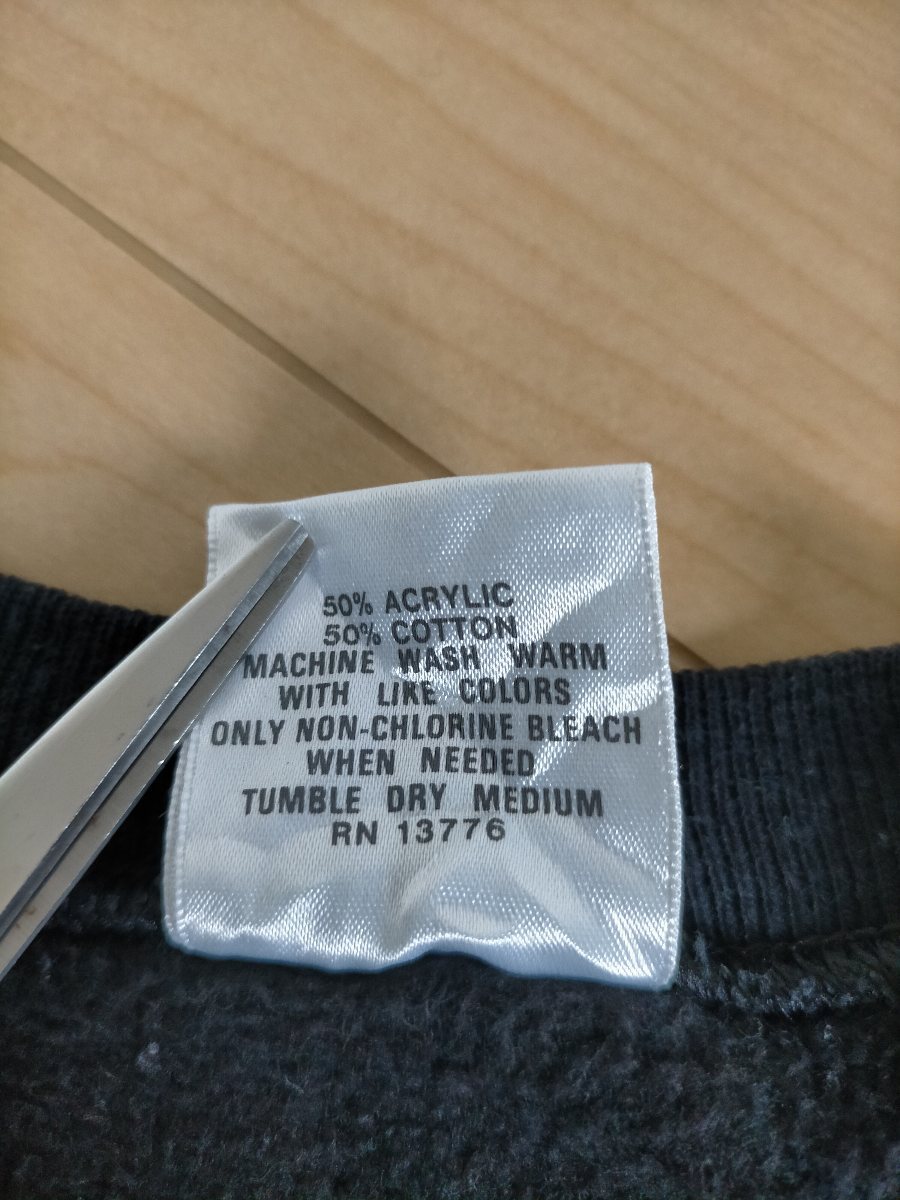 50% ACRYLIC
50% COTTON
MACHINE WASH WARM
WITH LIKE COLORS
ONLY NON-CHLORINE BLEACH
WHEN NEEDED
TUMBLE DRY MEDIUM
RN 13776